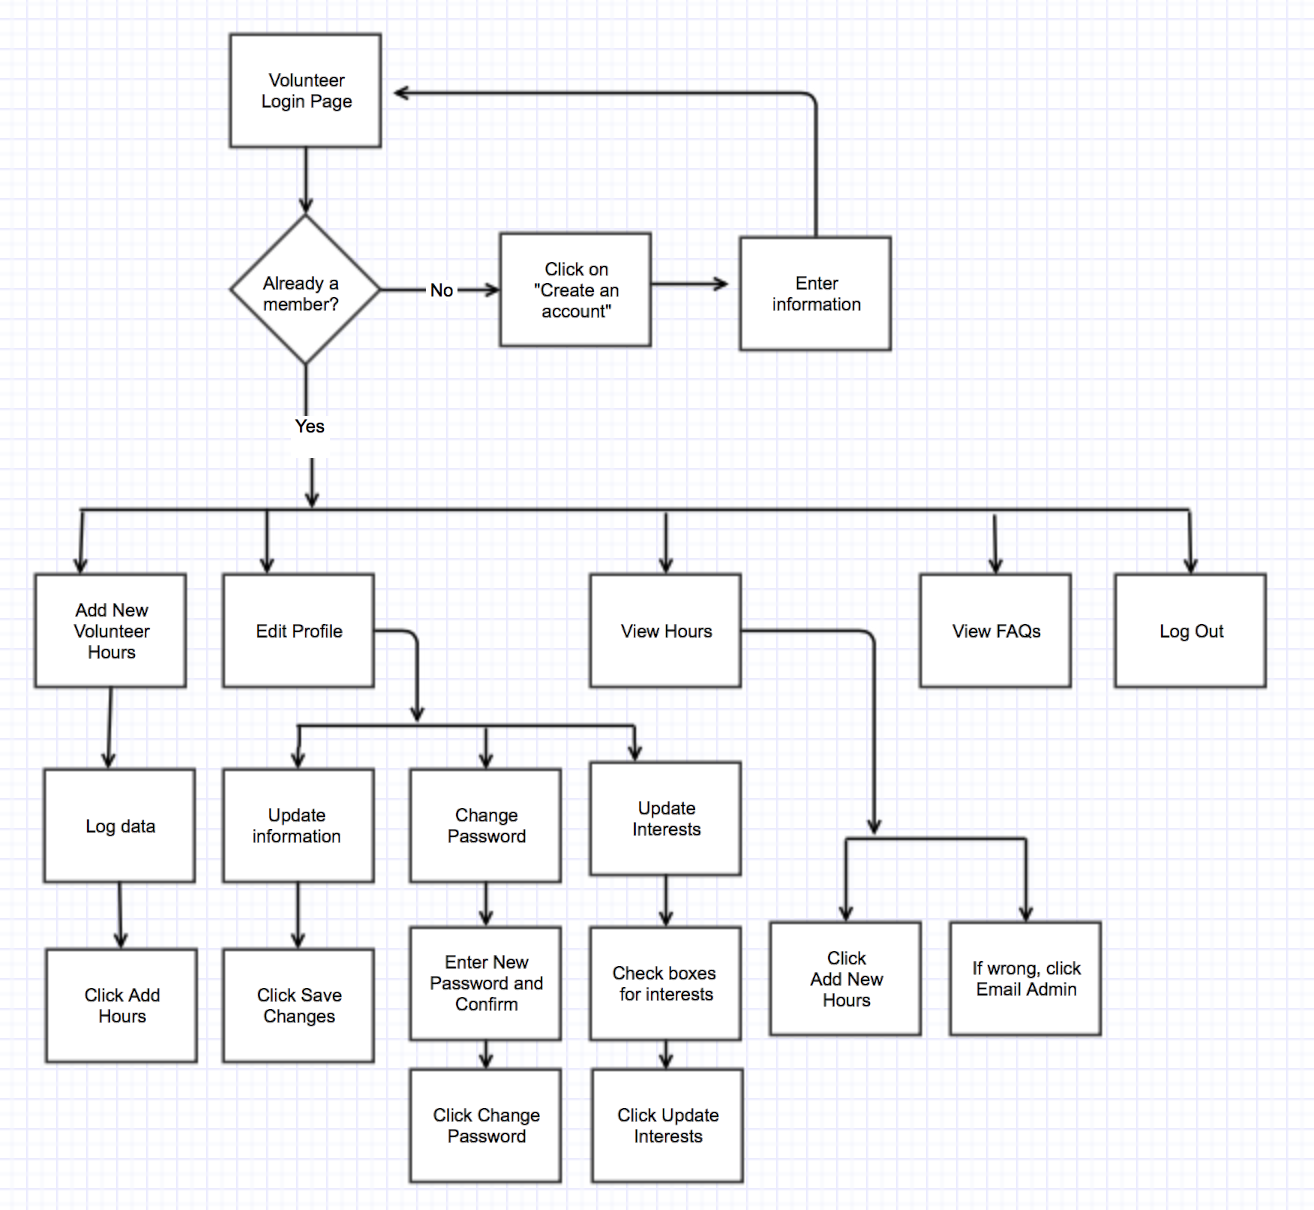 Volunteer
Login Page
Already a
member?
No
Click on
"Create an
account"
Enter
information
Yes
Add New
Volunteer
Hours
Edit Profile
View Hours
View FAQs
Log Out
Log data
Update
information
Change
Password
Update
Interests
Click Add
Hours
Click Save
Changes
Enter New
Password and
Confirm
Check boxes
for interests
Click
Add New
Hours
If wrong, click
Email Admin
Click Change
Password
Click Update
Interests